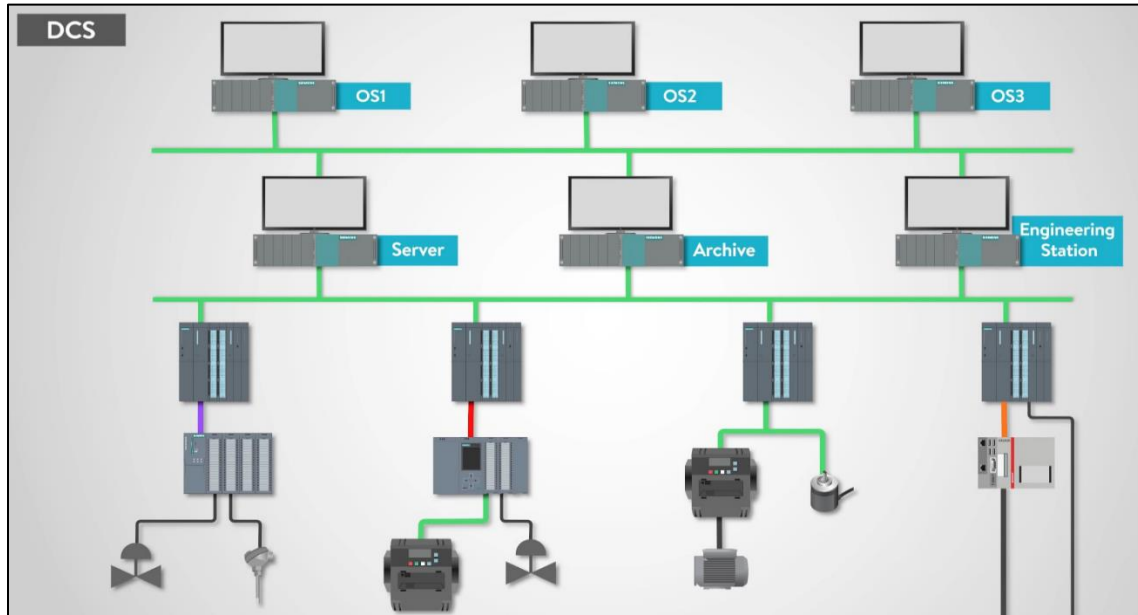 DCS
OS1
OS2
OS3
Server
Archive
Engineering
Station